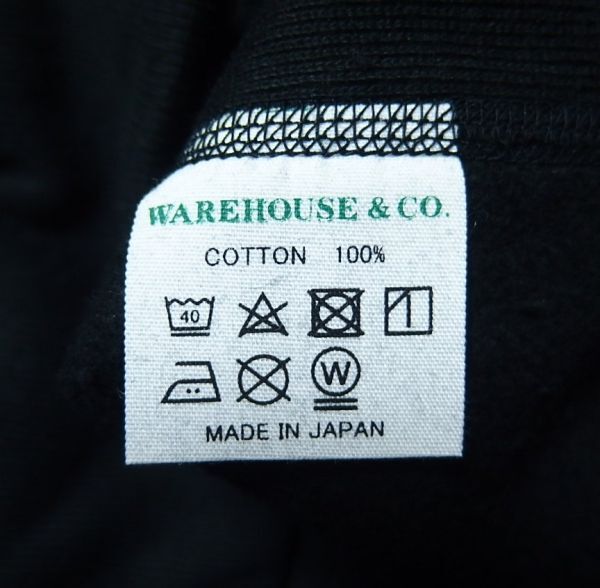 WAREHOUSE & CO.
COTTON 100%
40
W
MADE IN JAPAN